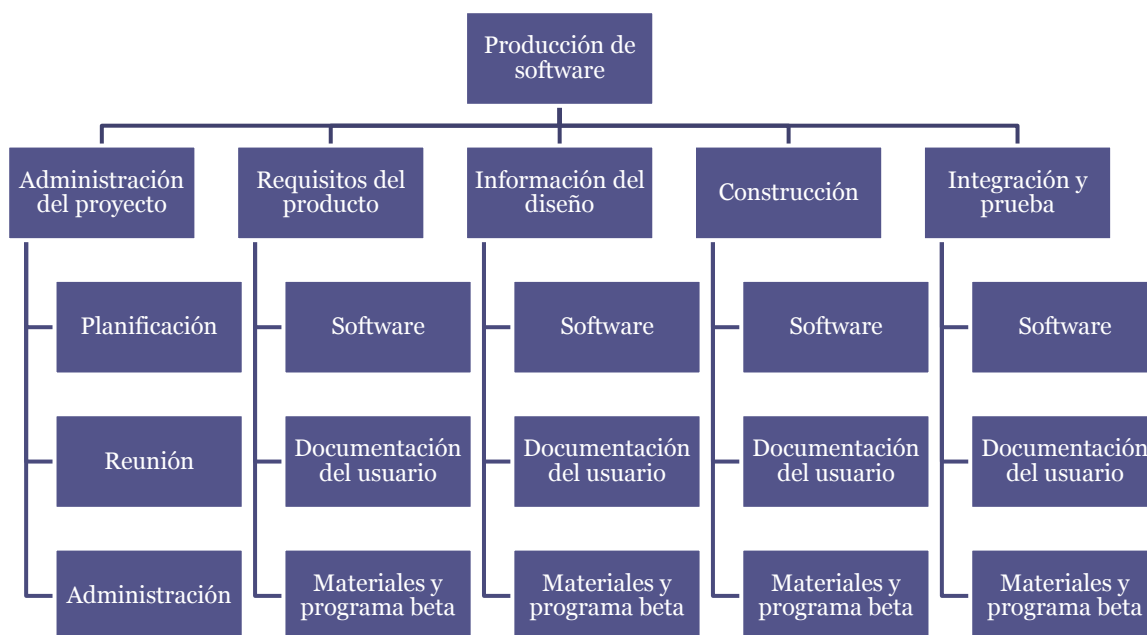 Producción de
software
Administración
del proyecto
Requisitos del
producto
Información del
diseño
Construcción
Integración y
prueba
Planificación
Software
Software
Software
Software
Reunión
Documentación
del usuario
Documentación
del usuario
Documentación
del usuario
Documentación
del usuario
Administración
Materiales y
programa beta
Materiales y
programa beta
Materiales y
programa beta
Materiales y
programa beta